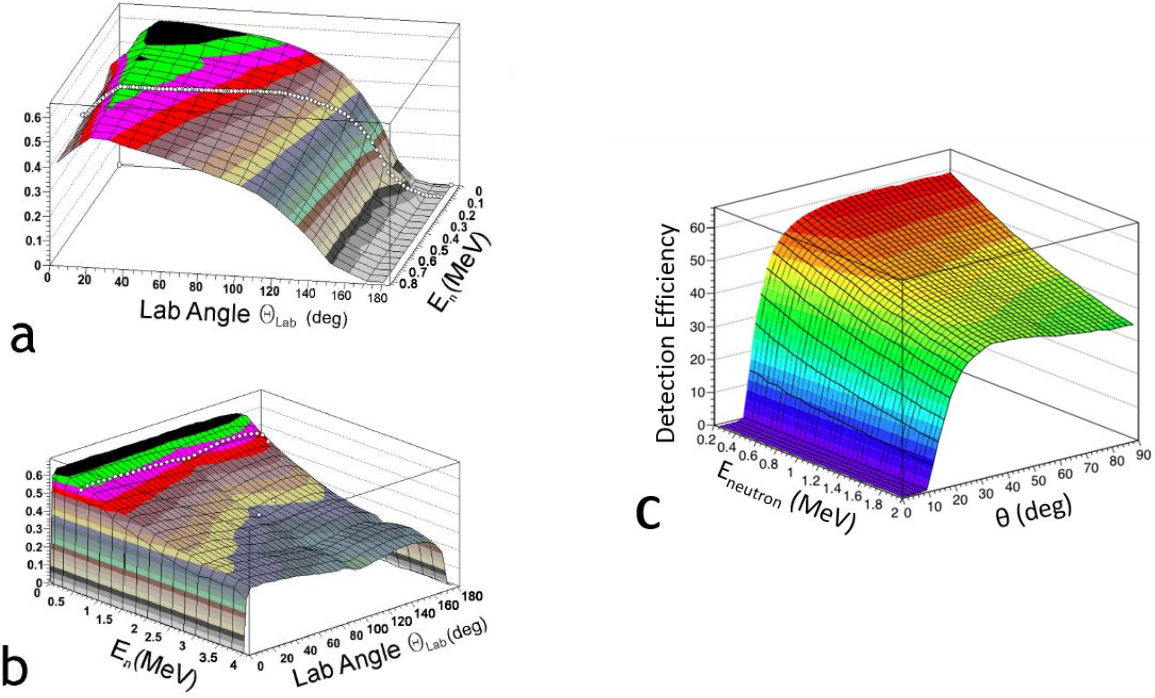 0.6
0.5
0.4
0.3
0.2
0.1
0
0 20 40 60 80 100 120 140 160 180
Lab Angle Θ Lab (deg)
0
0.1
0.2
0.3
0.4
0.5
0.6
0.7
0.8
En (MeV)
a
0.6
0.5
0.4
0.3
0.2
0.1
0
0 0.5 1 1.5 2 2.5 3 3.5 4
En (MeV)
0 20 40 60 80 100 120 140 160 180
Lab Angle Θ Lab (deg)
b
Detection Efficiency
60
50
40
30
20
10
0
0.2 0.4 0.6 0.8 1 1.2 1.4 1.6 1.8 2
Eneutron (MeV)
0 10 20 30 40 50 60 70 80 90
θ (deg)
c